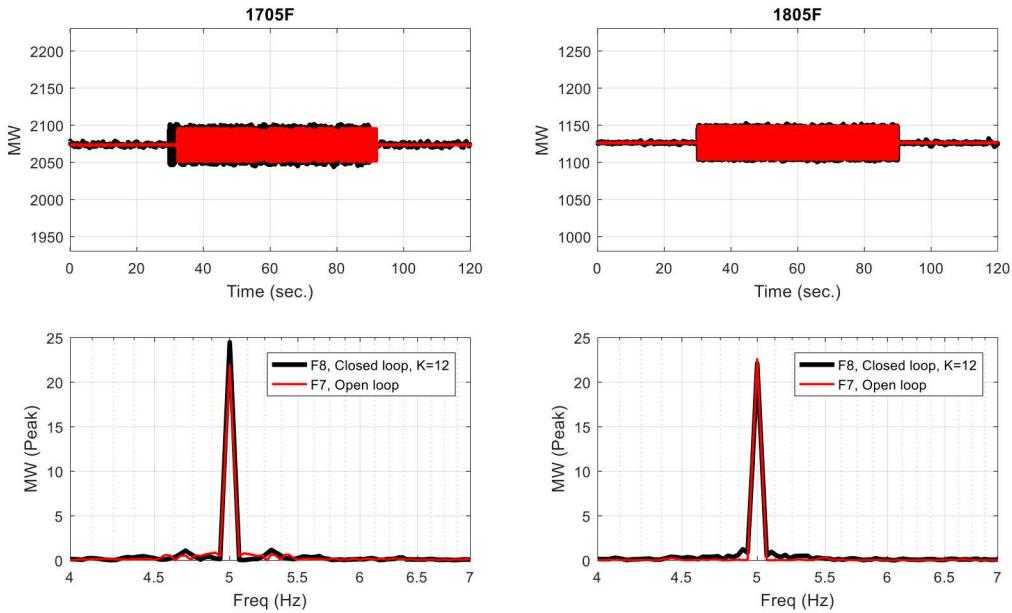 1705F
2200
2150
2100
2050
2000
1950
MW
0 20 40 60 80 100 120
Time (sec.)
1805F
1250
1200
1150
1100
1050
1000
MW
0 20 40 60 80 100 120
Time (sec.)
25
20
15
10
5
0
MW (Peak)
F8, Closed loop, K=12
F7, Open loop
4 4.5 5 5.5 6 6.5 7
Freq (Hz)
25
20
15
10
5
0
MW (Peak)
F8, Closed loop, K=12
F7, Open loop
4 4.5 5 5.5 6 6.5 7
Freq (Hz)